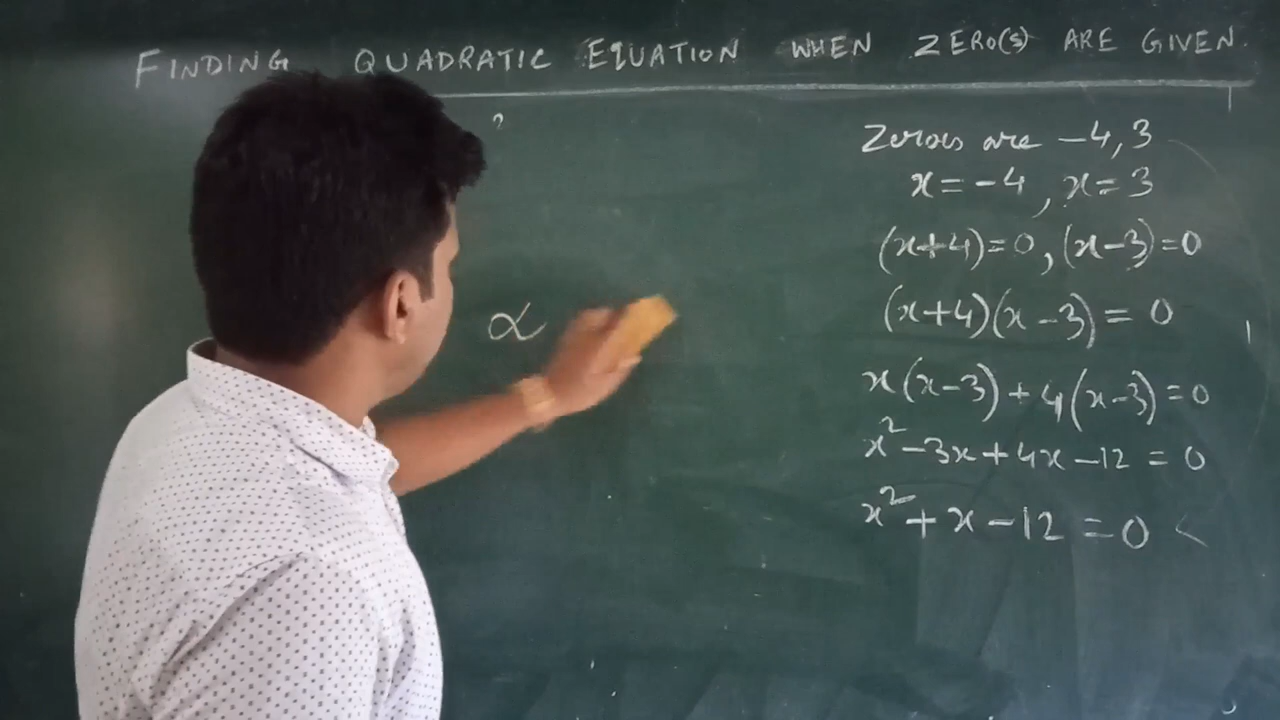 FINDING QUADRATIC EQUATION WHEN ZERO(S) ARE GIVEN.
Zeroes are -4, 3
x = -4, x = 3
(x+4) = 0, (x-3) = 0
(x+4)(x-3) = 0
x(x-3) + 4(x-3) = 0
x² - 3x + 4x - 12 = 0
x² + x - 12 = 0
α